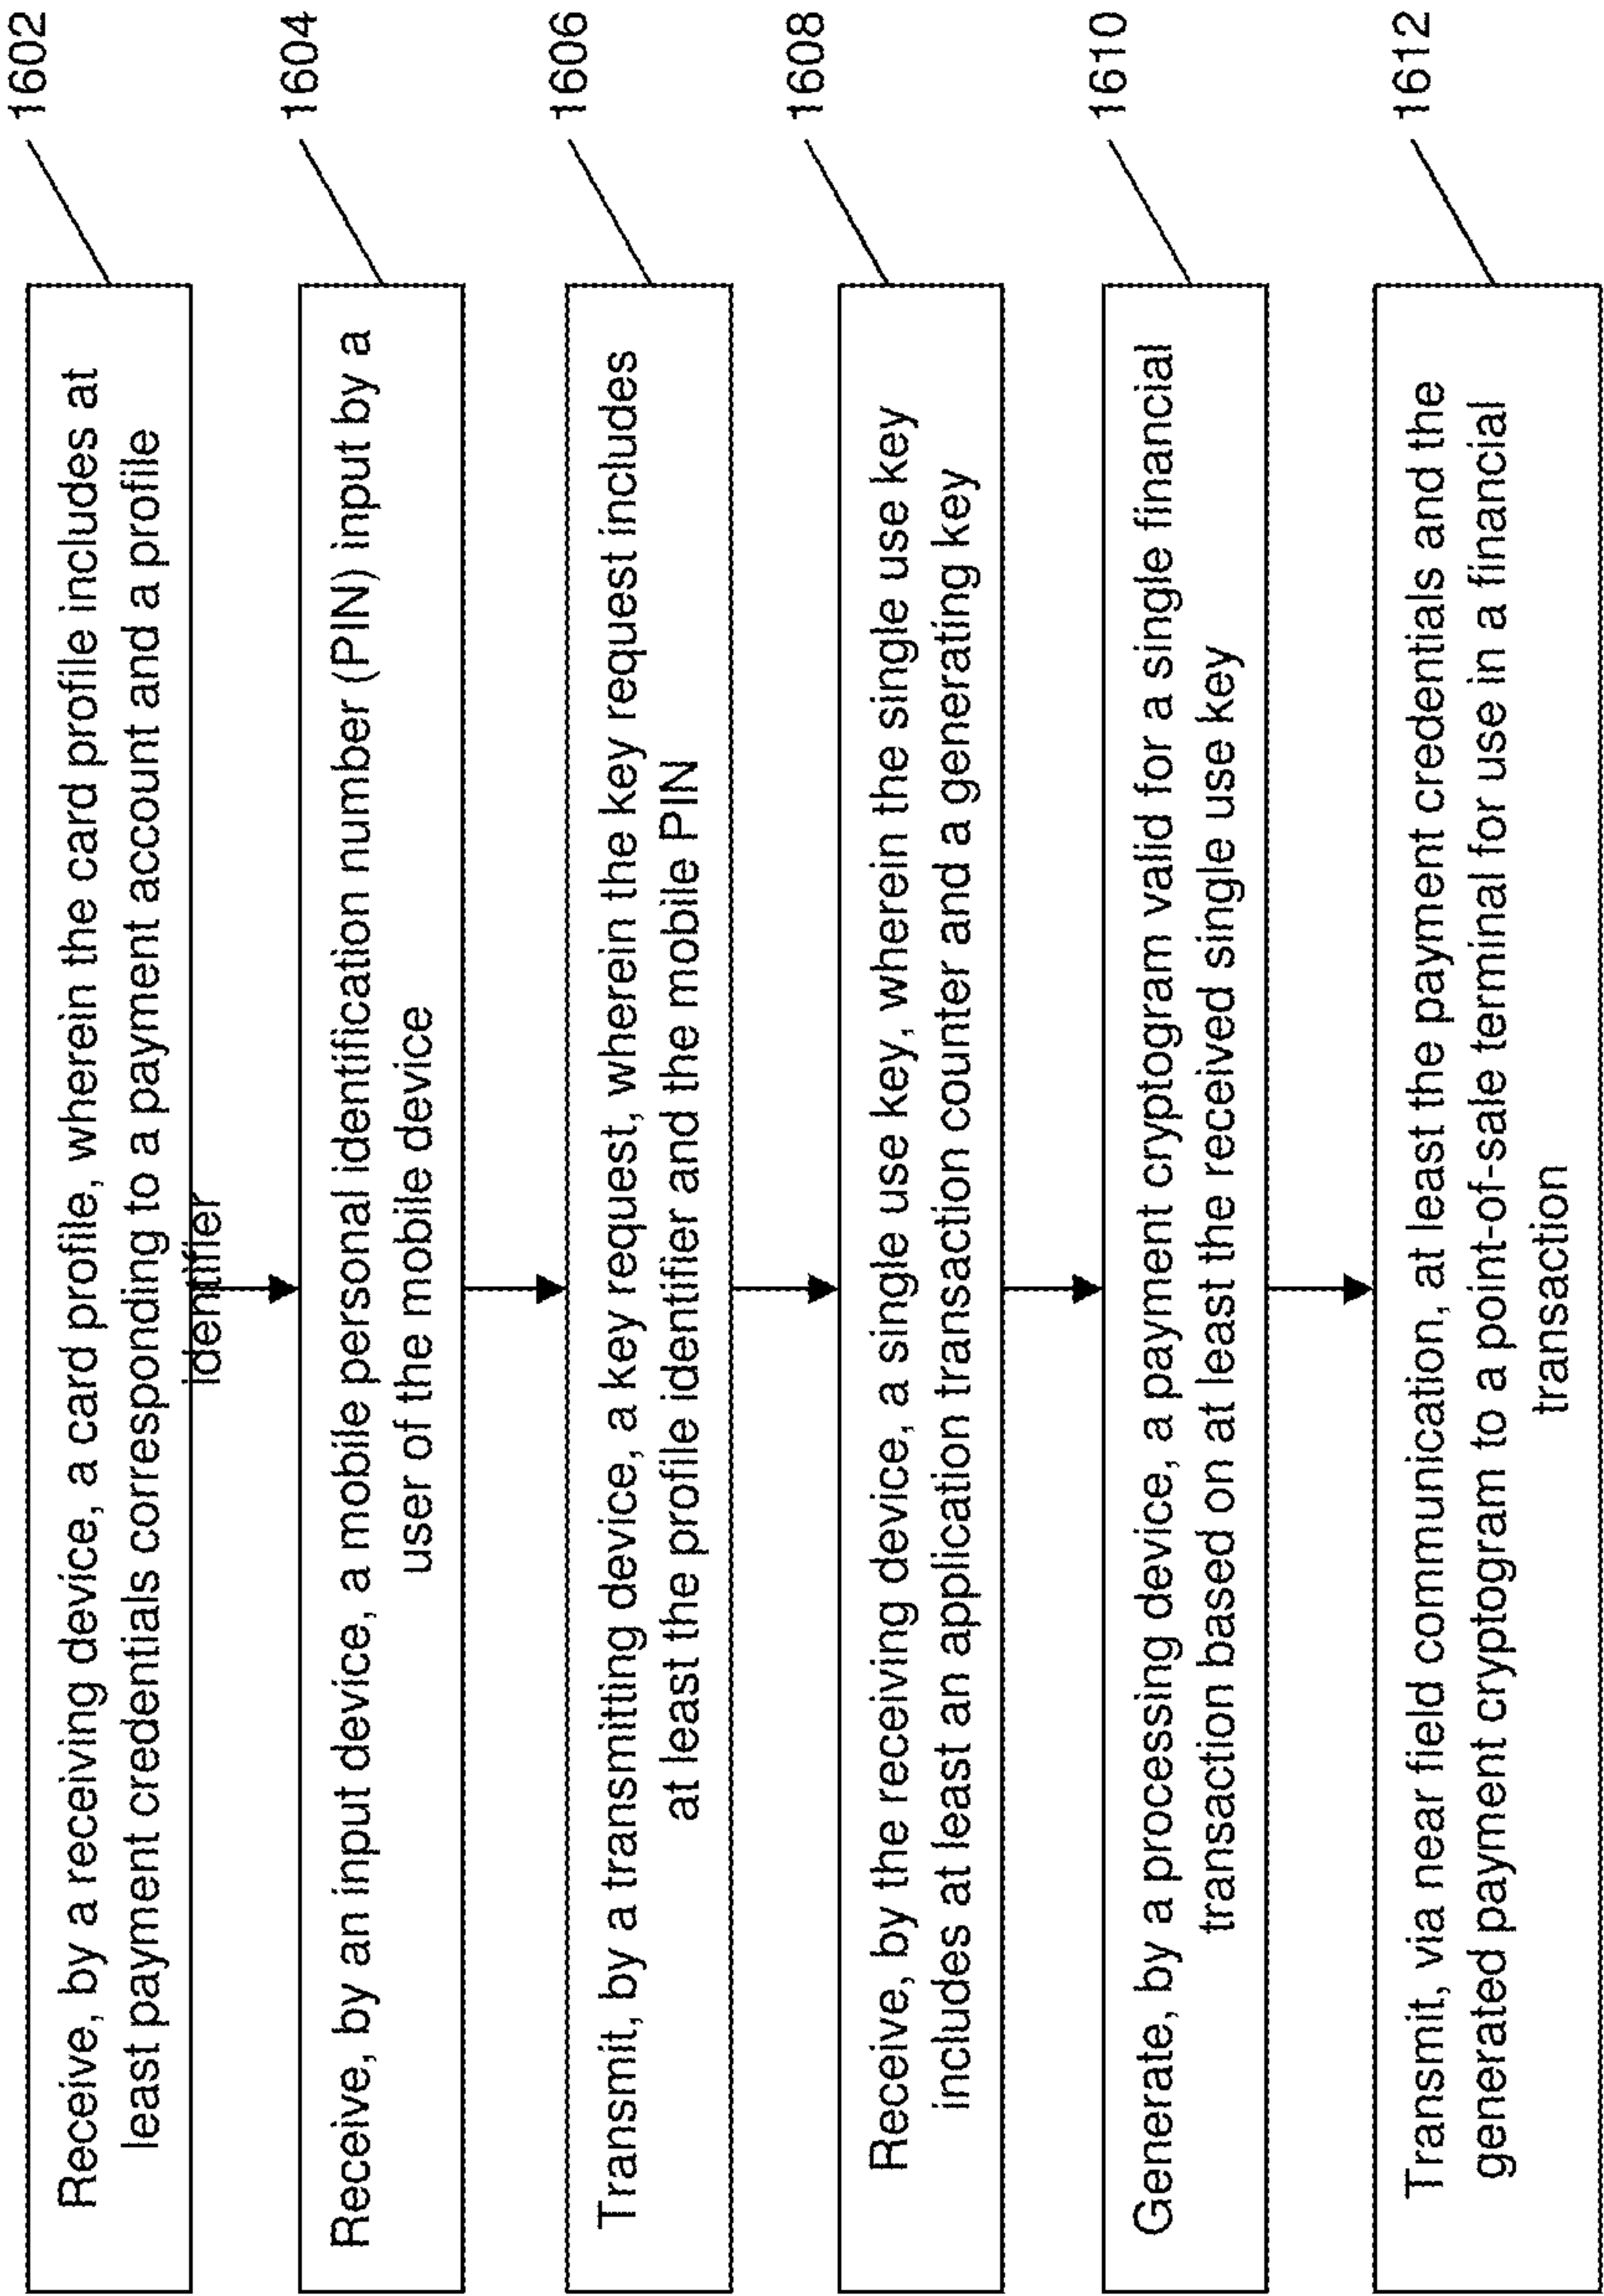 1602
Receive, by a receiving device, a card profile, wherein the card profile includes at
least payment credentials corresponding to a payment account and a profile
identifier
1604
Receive, by an input device, a mobile personal identification number (PIN) input by a
user of the mobile device
1606
Transmit, by a transmitting device, a key request, wherein the key request includes
at least the profile identifier and the mobile PIN
1608
Receive, by the receiving device, a single use key, wherein the single use key
includes at least an application transaction counter and a generating key
1610
Generate, by a processing device, a payment cryptogram valid for a single financial
transaction based on at least the received single use key
1612
Transmit, via near field communication, at least the payment credentials and the
generated payment cryptogram to a point-of-sale terminal for use in a financial
transaction